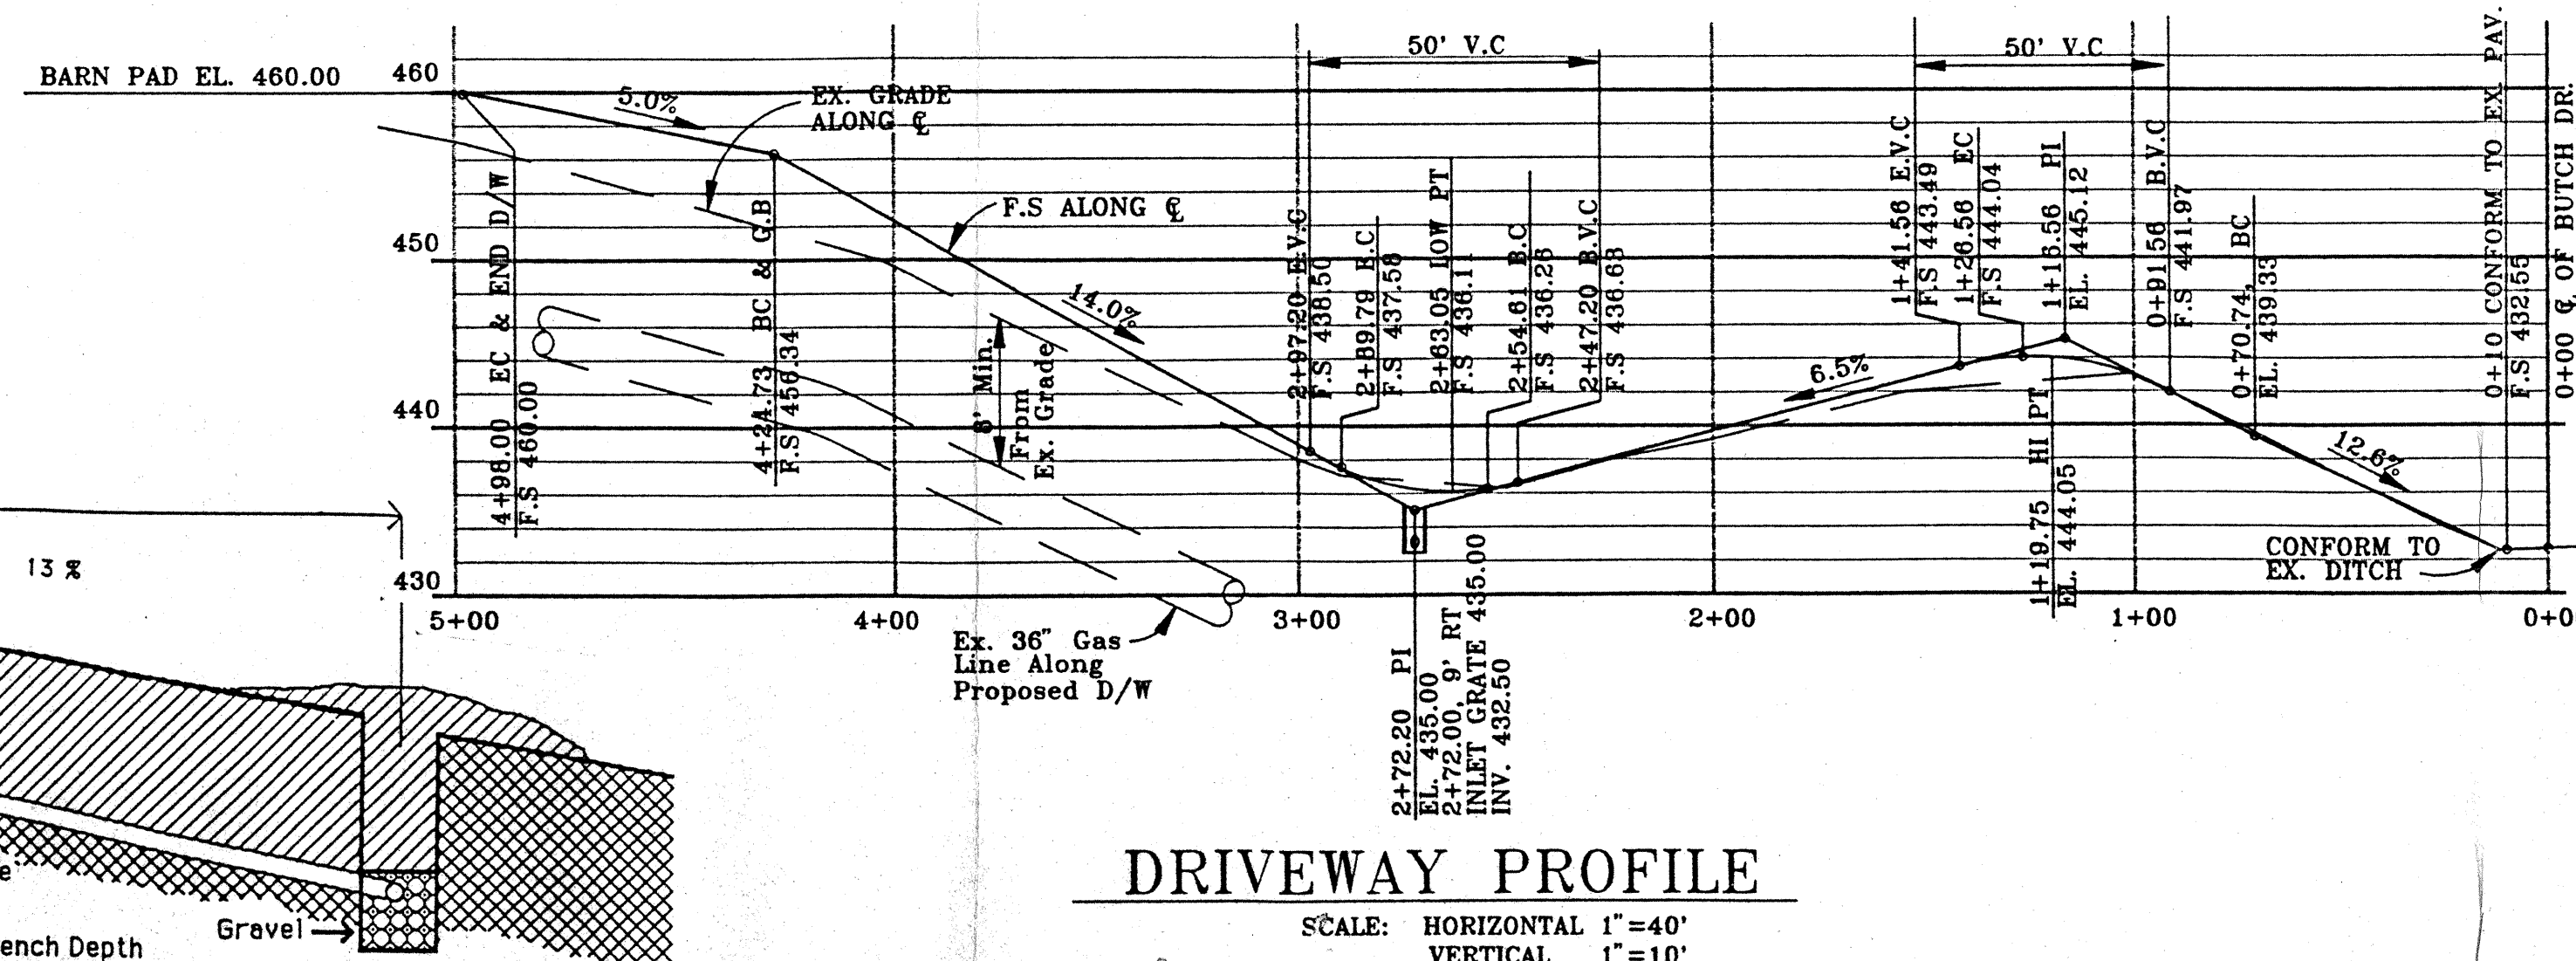 BARN PAD EL. 460.00
460
450
440
430
5.0%
EX. GRADE
ALONG ℄
F.S ALONG ℄
14.0%
50' V.C
50' V.C
6.5%
12.6%
4+98.00 EC & END D/W
F.S 460.00
4+24.73 BC & G.B
F.S 456.34
8' Min.
From
Ex. Grade
2+97.20 E.V.C
F.S 438.50
2+89.79 E.C
F.S 437.58
2+63.05 LOW PT
F.S 436.11
2+54.61 B.C
F.S 436.26
2+47.20 B.V.C
F.S 436.63
1+41.56 E.V.C
F.S 443.49
1+26.56 EC
F.S 444.04
1+16.56 PI
EL. 445.12
0+91.56 B.V.C
F.S 441.97
0+70.74, BC
EL. 439.33
0+10 CONFORM TO EX PAV.
F.S 432.55
0+00 ℄ OF BUTCH DR.
1+19.75 HI PT
EL. 444.05
CONFORM TO
EX. DITCH
5+00
4+00
3+00
2+00
1+00
0+0
Ex. 36" Gas
Line Along
Proposed D/W
2+72.20 PI
EL. 435.00
2+72.00, 9' RT
INLET GRATE 435.00
INV. 432.50
13 %
e
Gravel
ench Depth
DRIVEWAY PROFILE
SCALE: HORIZONTAL 1"=40'
VERTICAL 1"=10'